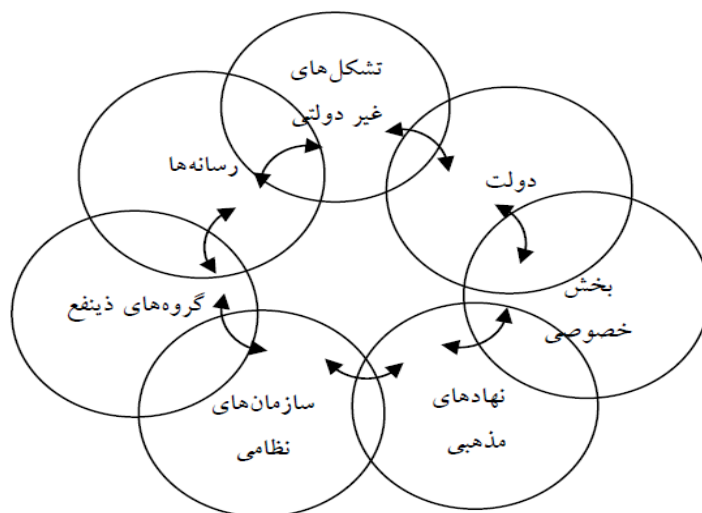 تشکل‌های
غیر دولتی
رسانه‌ها
دولت
بخش
خصوصی
گروه‌های ذینفع
سازمان‌های
نظامی
نهادهای
مذهبی